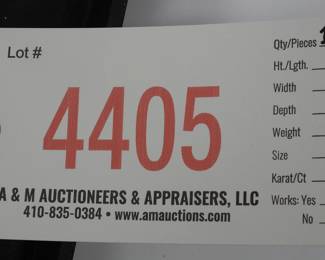 Lot #
4405
A & M AUCTIONEERS & APPRAISERS, LLC
410-835-0384 • www.amauctions.com
Qty/Pieces
Ht./Lgth.
Width
Depth
Weight
Size
Karat/Ct
Works: Yes
No